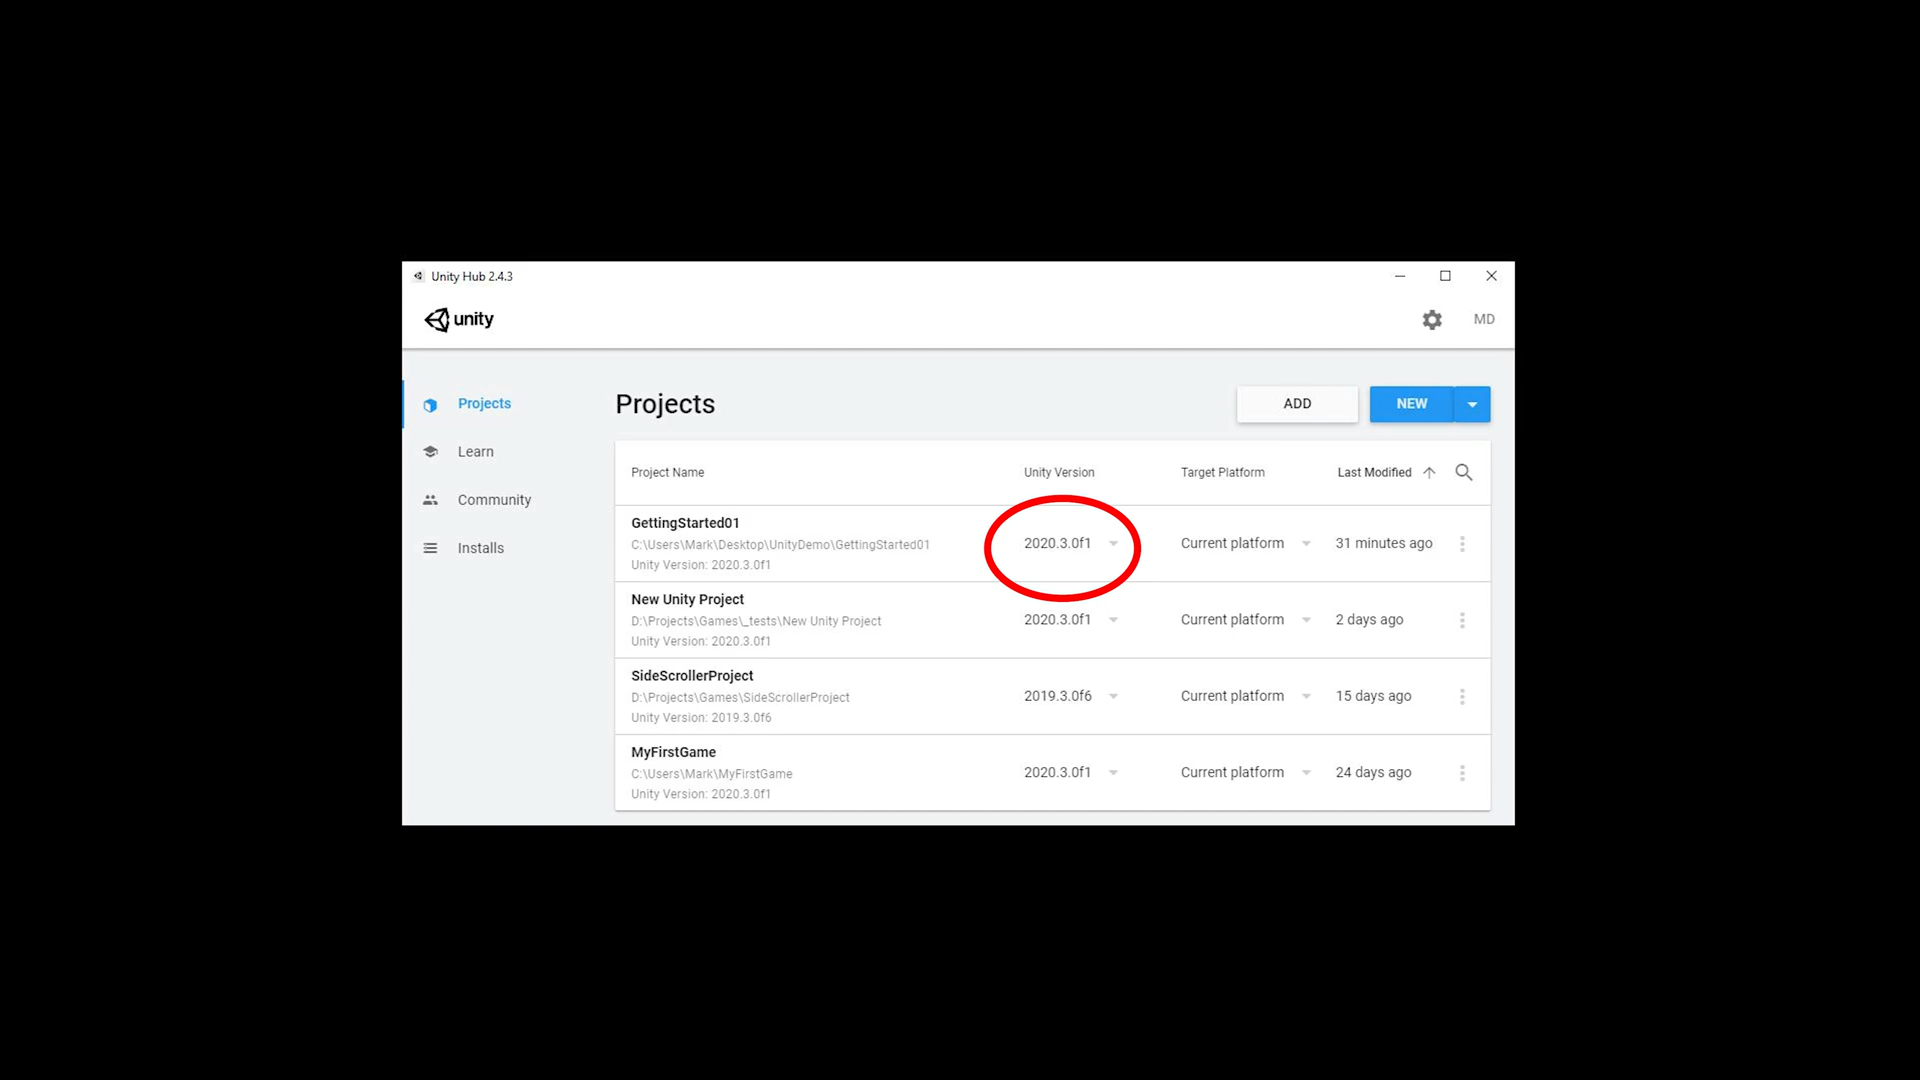 Unity Hub 2.4.3
unity
MD
Projects
Learn
Community
Installs
Projects
ADD
NEW
Project Name Unity Version Target Platform Last Modified
GettingStarted01
C:\Users\Mark\Desktop\UnityDemo\GettingStarted01
Unity Version: 2020.3.0f1
2020.3.0f1 Current platform 31 minutes ago
New Unity Project
D:\Projects\Games\_tests\New Unity Project
Unity Version: 2020.3.0f1
2020.3.0f1 Current platform 2 days ago
SideScrollerProject
D:\Projects\Games\SideScrollerProject
Unity Version: 2019.3.0f6
2019.3.0f6 Current platform 15 days ago
MyFirstGame
C:\Users\Mark\MyFirstGame
Unity Version: 2020.3.0f1
2020.3.0f1 Current platform 24 days ago